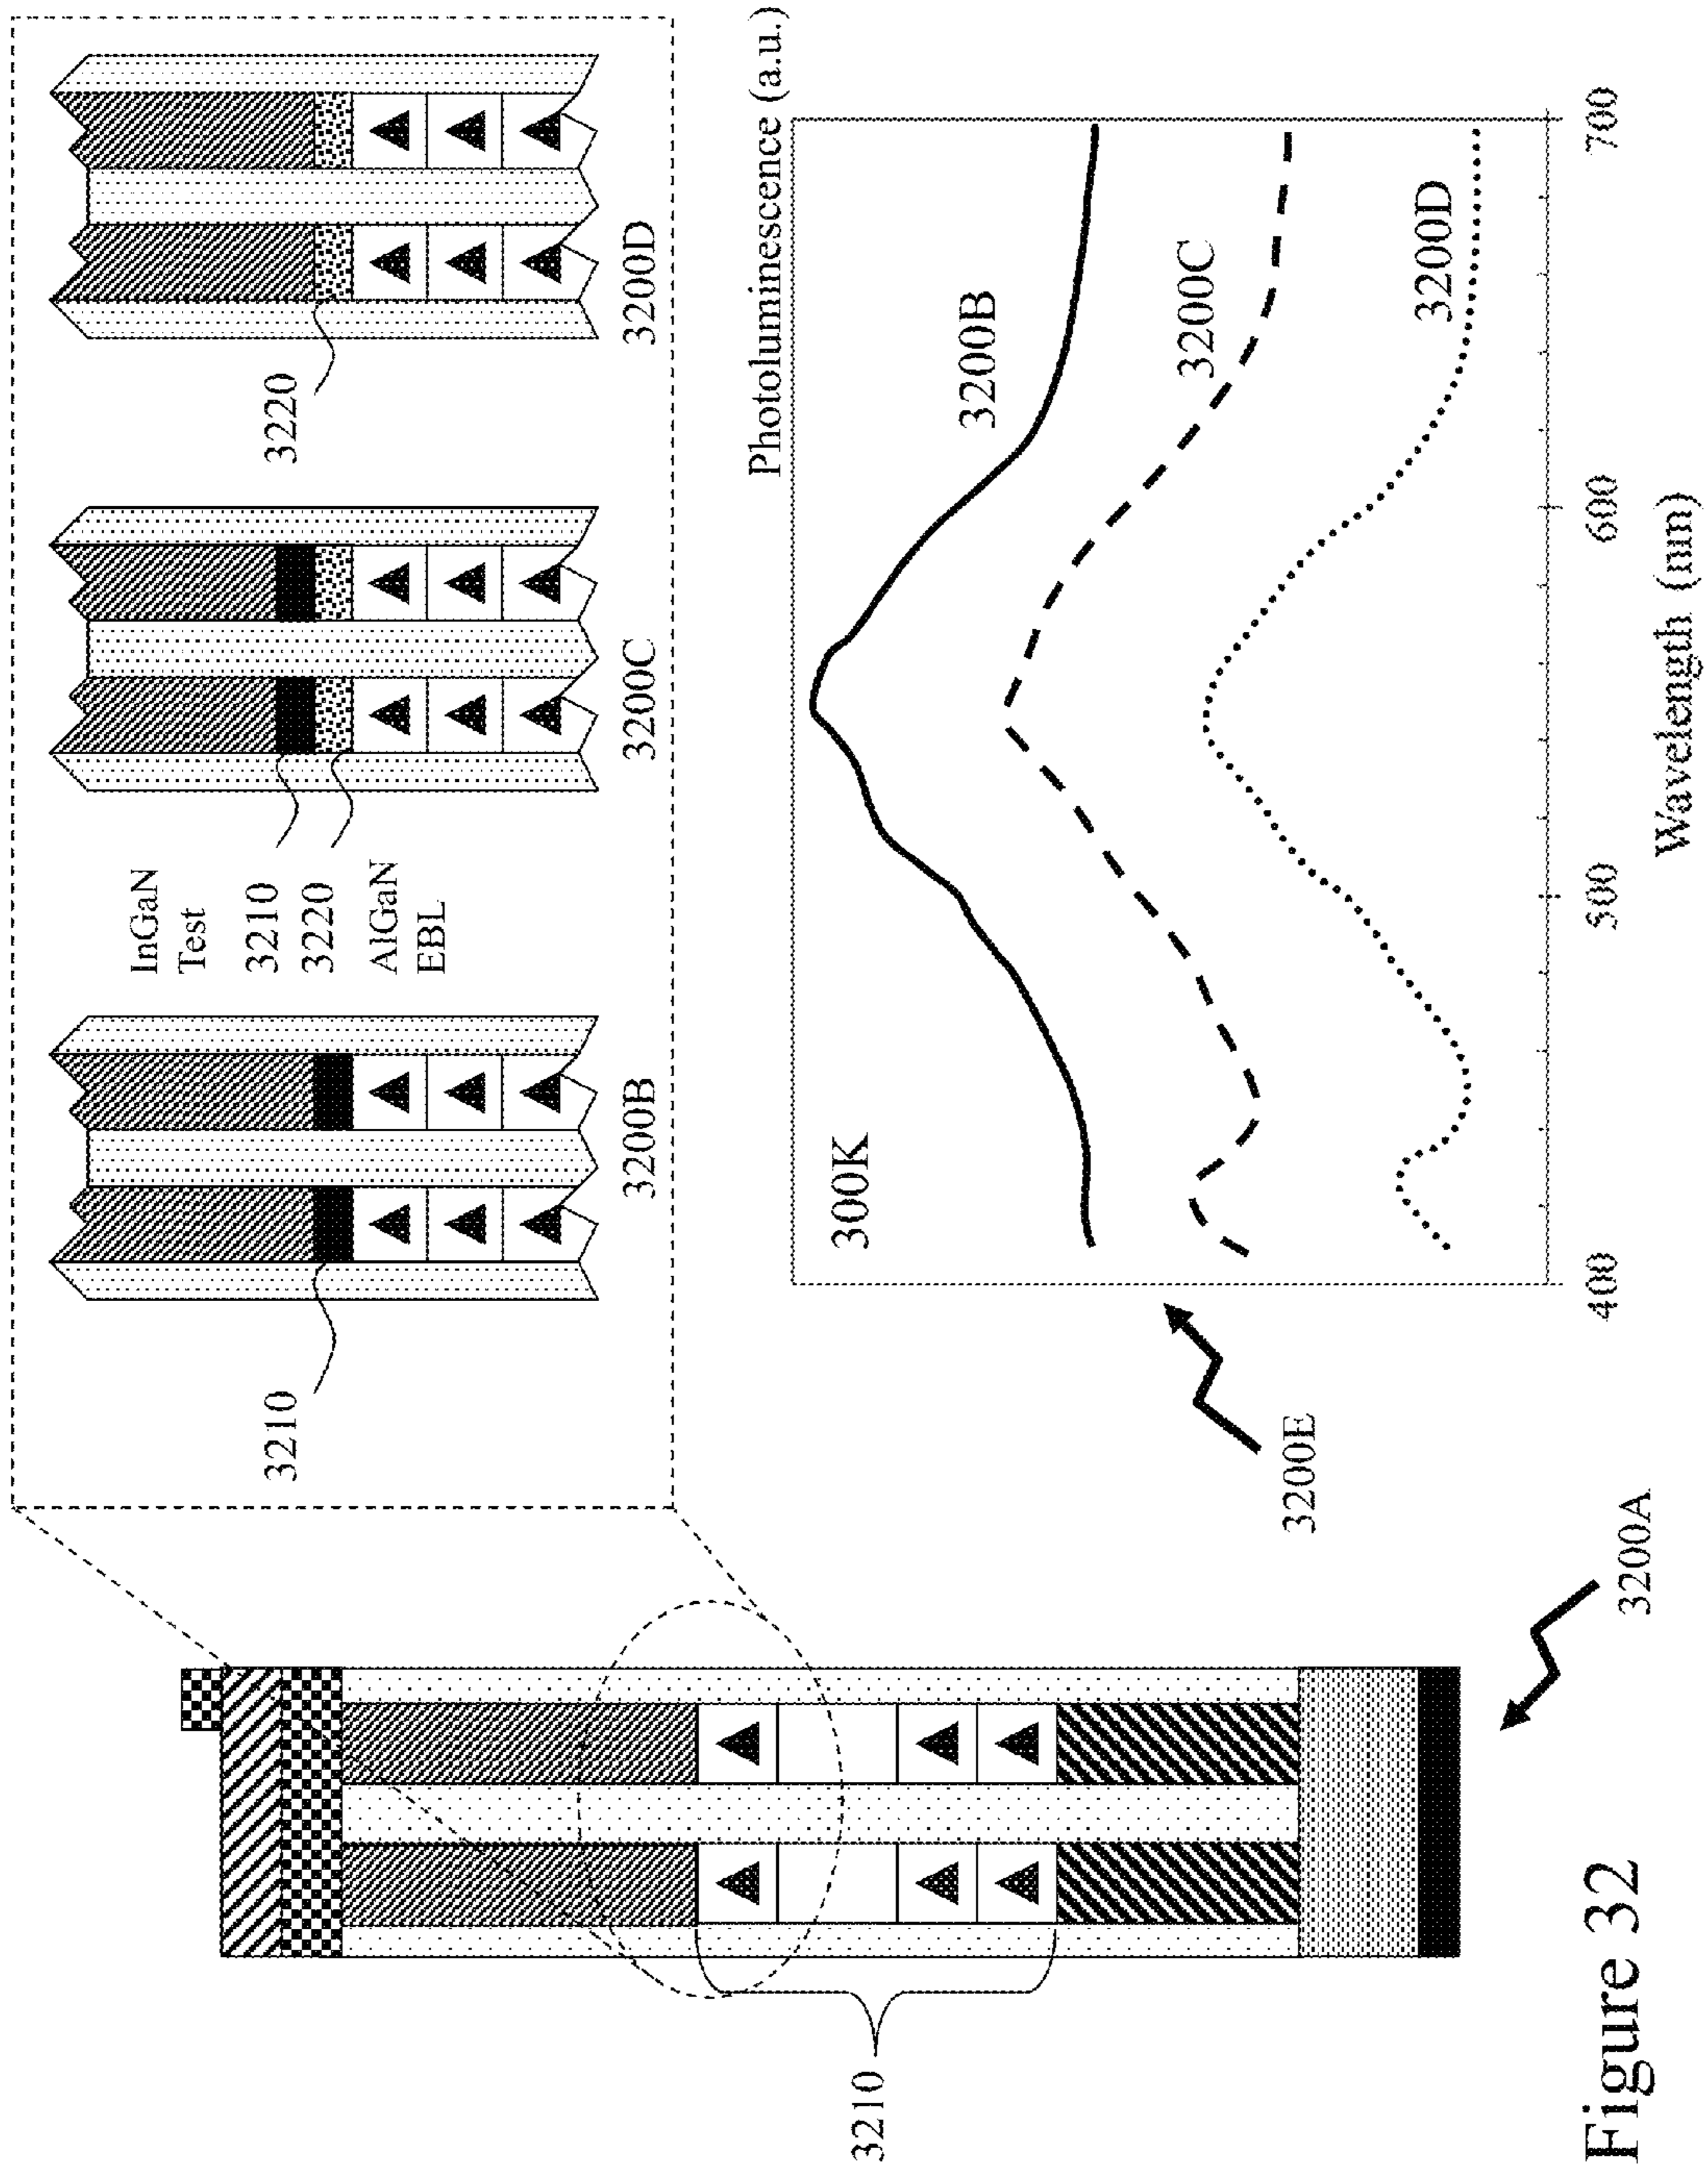 3210
3210
InGaN
Test
3210
3220
AlGaN
EBL
3220
3200B
3200C
3200D
Photoluminescence (a.u.)
300K
3200B
3200C
3200D
400
500
600
700
Wavelength (nm)
3200E
3200A
Figure 32